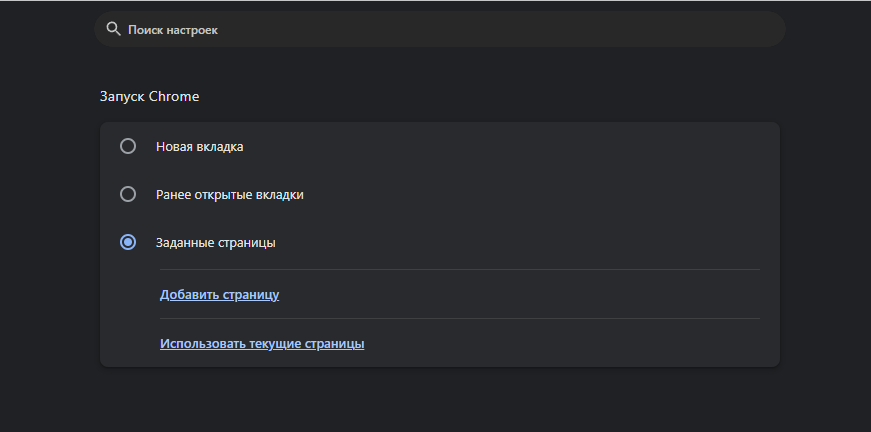 Поиск настроек
Запуск Chrome
Новая вкладка
Ранее открытые вкладки
Заданные страницы
Добавить страницу
Использовать текущие страницы